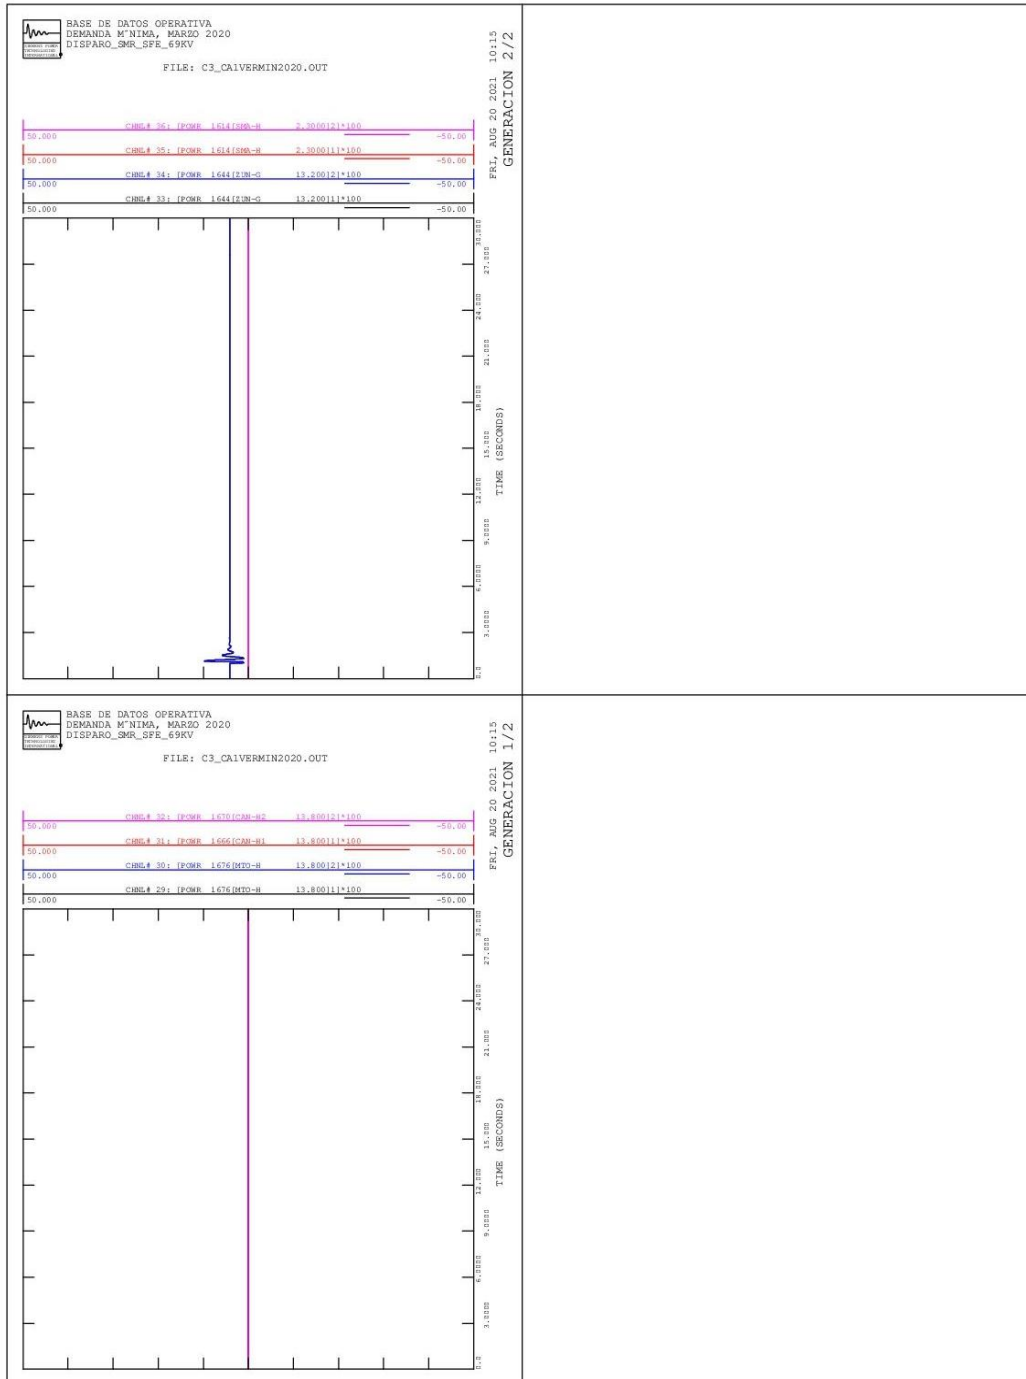 BASE DE DATOS OPERATIVA
DEMANDA M¨NIMA, MARZO 2020
DISPARO_SMR_SFE_69KV
FILE: C3_CA1VERMIN2020.OUT
CHNL# 36: [POWR 1614[SMA-H 2.3000]2]*100
50.000 -50.00
CHNL# 35: [POWR 1614[SMA-H 2.3000]1]*100
50.000 -50.00
CHNL# 34: [POWR 1644[ZUN-G 13.200]2]*100
50.000 -50.00
CHNL# 33: [POWR 1644[ZUN-G 13.200]1]*100
50.000 -50.00
FRI, AUG 20 2021 10:15
GENERACION 2/2
30.000
27.000
24.000
21.000
18.000
15.000
12.000
9.0000
6.0000
3.0000
0.0
TIME (SECONDS)
BASE DE DATOS OPERATIVA
DEMANDA M¨NIMA, MARZO 2020
DISPARO_SMR_SFE_69KV
FILE: C3_CA1VERMIN2020.OUT
CHNL# 32: [POWR 1670[CAN-H2 13.800]2]*100
50.000 -50.00
CHNL# 31: [POWR 1666[CAN-H1 13.800]1]*100
50.000 -50.00
CHNL# 30: [POWR 1676[MTO-H 13.800]2]*100
50.000 -50.00
CHNL# 29: [POWR 1676[MTO-H 13.800]1]*100
50.000 -50.00
FRI, AUG 20 2021 10:15
GENERACION 1/2
30.000
27.000
24.000
21.000
18.000
15.000
12.000
9.0000
6.0000
3.0000
0.0
TIME (SECONDS)